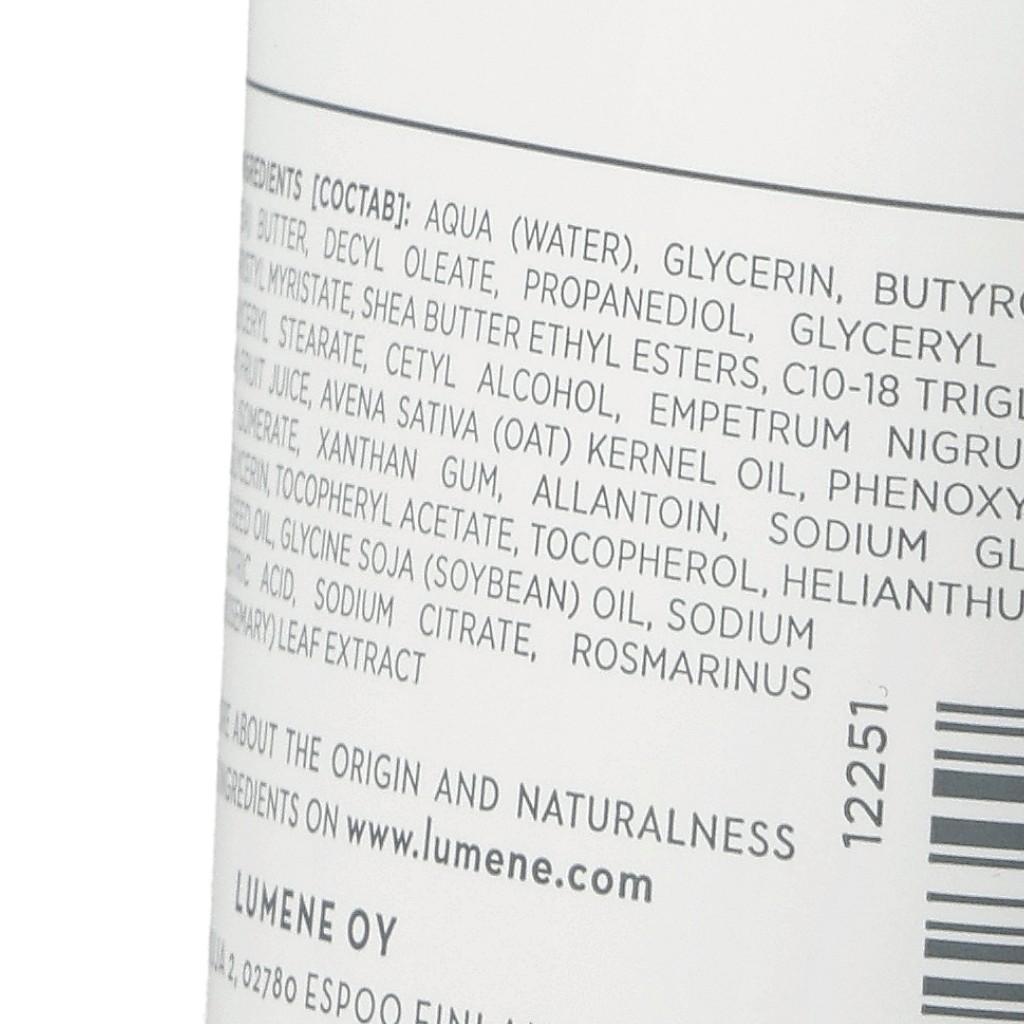 INGREDIENTS [COCTAB]: AQUA (WATER), GLYCERIN, BUTYRO
BUTTER, DECYL OLEATE, PROPANEDIOL, GLYCERYL
MYRISTATE, SHEA BUTTER ETHYL ESTERS, C10-18 TRIGL
STEARATE, CETYL ALCOHOL, EMPETRUM NIGRU
FRUIT JUICE, AVENA SATIVA (OAT) KERNEL OIL, PHENOXY
XANTHAN GUM, ALLANTOIN, SODIUM GL
TOCOPHERYL ACETATE, TOCOPHEROL, HELIANTHU
SEED OIL, GLYCINE SOJA (SOYBEAN) OIL, SODIUM
ACID, SODIUM CITRATE, ROSMARINUS
LEAF EXTRACT
ABOUT THE ORIGIN AND NATURALNESS
INGREDIENTS ON www.lumene.com
LUMENE OY
2, 02780 ESPOO
12251